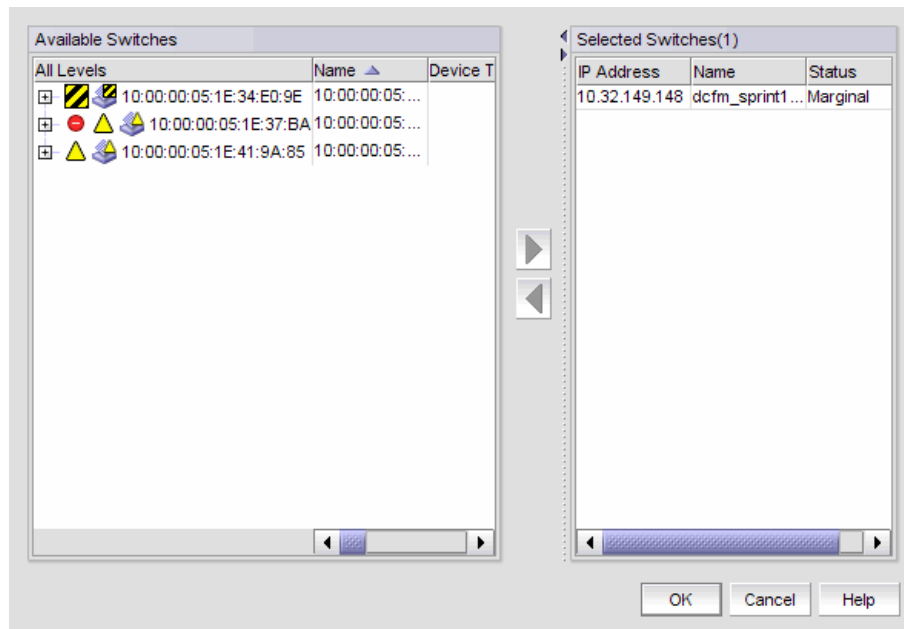 Available Switches
All Levels Name Device T
10:00:00:05:1E:34:E0:9E 10:00:00:05:...
10:00:00:05:1E:37:BA 10:00:00:05:...
10:00:00:05:1E:41:9A:85 10:00:00:05:...
Selected Switches(1)
IP Address Name Status
10.32.149.148 dcfm_sprint1... Marginal
OK Cancel Help